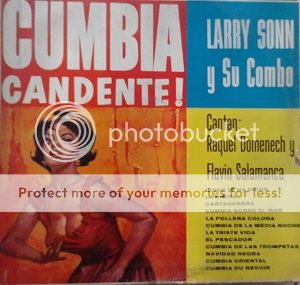 CUMBIA
CANDENTE!
LARRY SONN
y Su Combo
Cantan:
Raquel Domenech y
Flavio Salamanca
photobucket
Protect more of your memories for less!
CARTAGENERA
CUMBIA SOBRE EL MAR
LA POLLERA COLORA
CUMBIA DE LA MEDIA NOCHE
LA TRISTE VIDA
EL PESCADOR
CUMBIA DE LAS TROMPETAS
NAVIDAD NEGRA
CUMBIA ORIENTAL
CUMBIA OU REVOIR